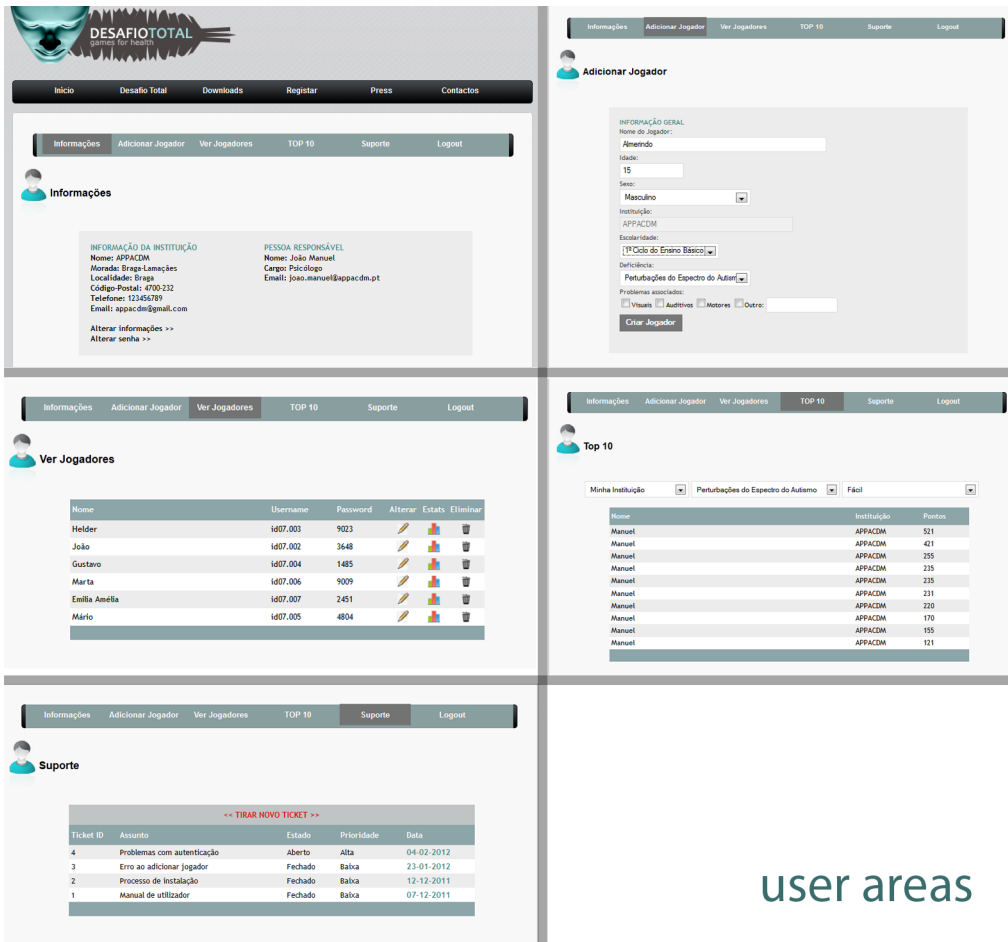 DESAFIOTOTAL
games for health
Início Desafio Total Downloads Registar Press Contactos
Informações Adicionar Jogador Ver Jogadores TOP 10 Suporte Logout
Informações
INFORMAÇÃO DA INSTITUIÇÃO
Nome: APPACDM
Morada: Braga-Lamaçães
Localidade: Braga
Código-Postal: 4700-232
Telefone: 123456789
Email: appacdm@gmail.com
Alterar informações >>
Alterar senha >>
PESSOA RESPONSÁVEL
Nome: João Manuel
Cargo: Psicólogo
Email: joao.manuel@appacdm.pt
Informações Adicionar Jogador Ver Jogadores TOP 10 Suporte Logout
Adicionar Jogador
INFORMAÇÃO GERAL
Nome do Jogador:
Almerindo
Idade:
15
Sexo:
Masculino
Instituição:
APPACDM
Escolaridade:
1º Ciclo do Ensino Básico
Deficiência:
Perturbações do Espectro do Autism
Problemas associados:
Visuais Auditivos Motores Outro:
Criar Jogador
Informações Adicionar Jogador Ver Jogadores TOP 10 Suporte Logout
Ver Jogadores
Nome Username Password Alterar Estats Eliminar
Helder id07.003 9023
João id07.002 3648
Gustavo id07.004 1485
Marta id07.006 9009
Emília Amélia id07.007 2451
Mário id07.005 4804
Informações Adicionar Jogador Ver Jogadores TOP 10 Suporte Logout
Top 10
Minha Instituição Perturbações do Espectro do Autismo Fácil
Nome Instituição Pontos
Manuel APPACDM 521
Manuel APPACDM 421
Manuel APPACDM 255
Manuel APPACDM 235
Manuel APPACDM 235
Manuel APPACDM 231
Manuel APPACDM 220
Manuel APPACDM 170
Manuel APPACDM 155
Manuel APPACDM 121
Informações Adicionar Jogador Ver Jogadores TOP 10 Suporte Logout
Suporte
<< TIRAR NOVO TICKET >>
Ticket ID Assunto Estado Prioridade Data
4 Problemas com autenticação Aberto Alta 04-02-2012
3 Erro ao adicionar jogador Fechado Baixa 23-01-2012
2 Processo de instalação Fechado Baixa 12-12-2011
1 Manual de utilizador Fechado Baixa 07-12-2011
user areas